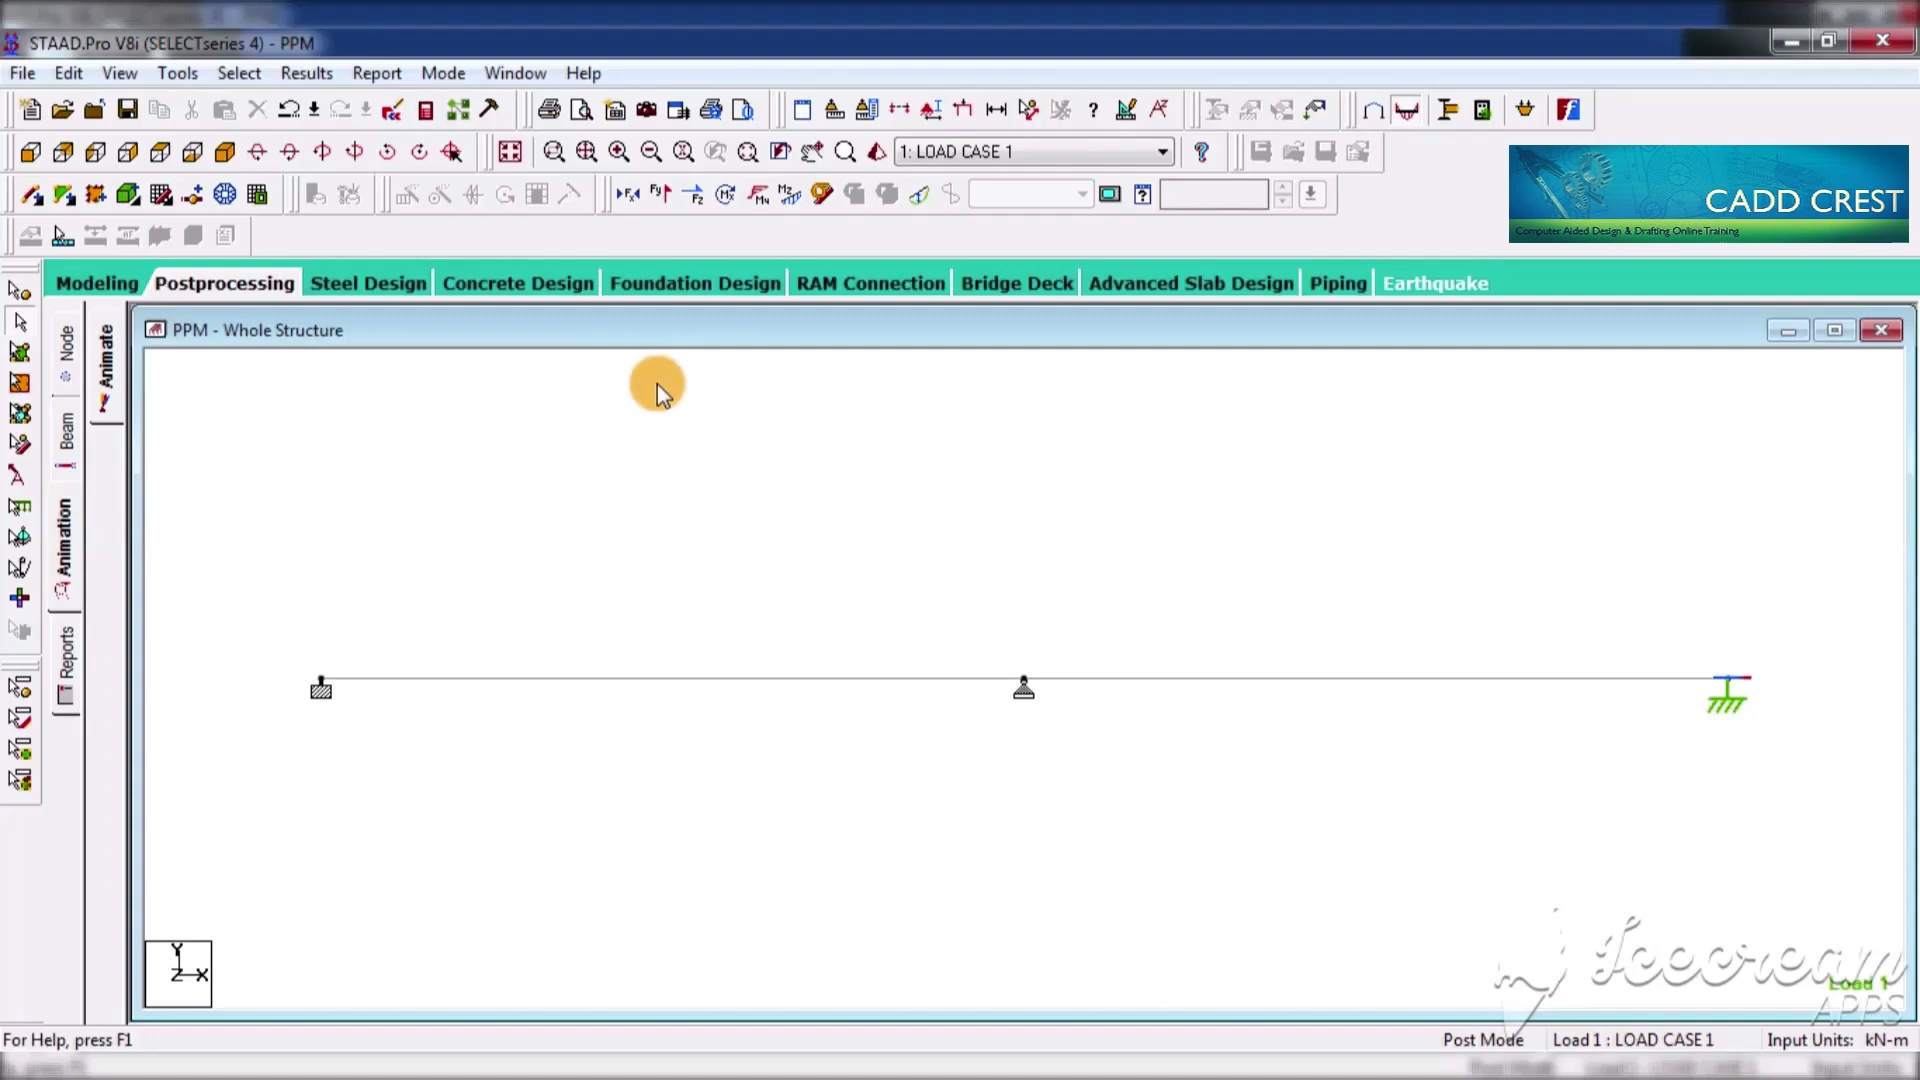 STAAD.Pro V8i (SELECTseries 4) - PPM
File Edit View Tools Select Results Report Mode Window Help
1: LOAD CASE 1
CADD CREST
Computer Aided Design & Drafting Online Training
Modeling Postprocessing Steel Design Concrete Design Foundation Design RAM Connection Bridge Deck Advanced Slab Design Piping Earthquake
PPM - Whole Structure
Node
Beam
Animation
Reports
Animate
Y
Z X
Load 1
Icecream
APPS
For Help, press F1
Post Mode Load 1 : LOAD CASE 1 Input Units: kN-m